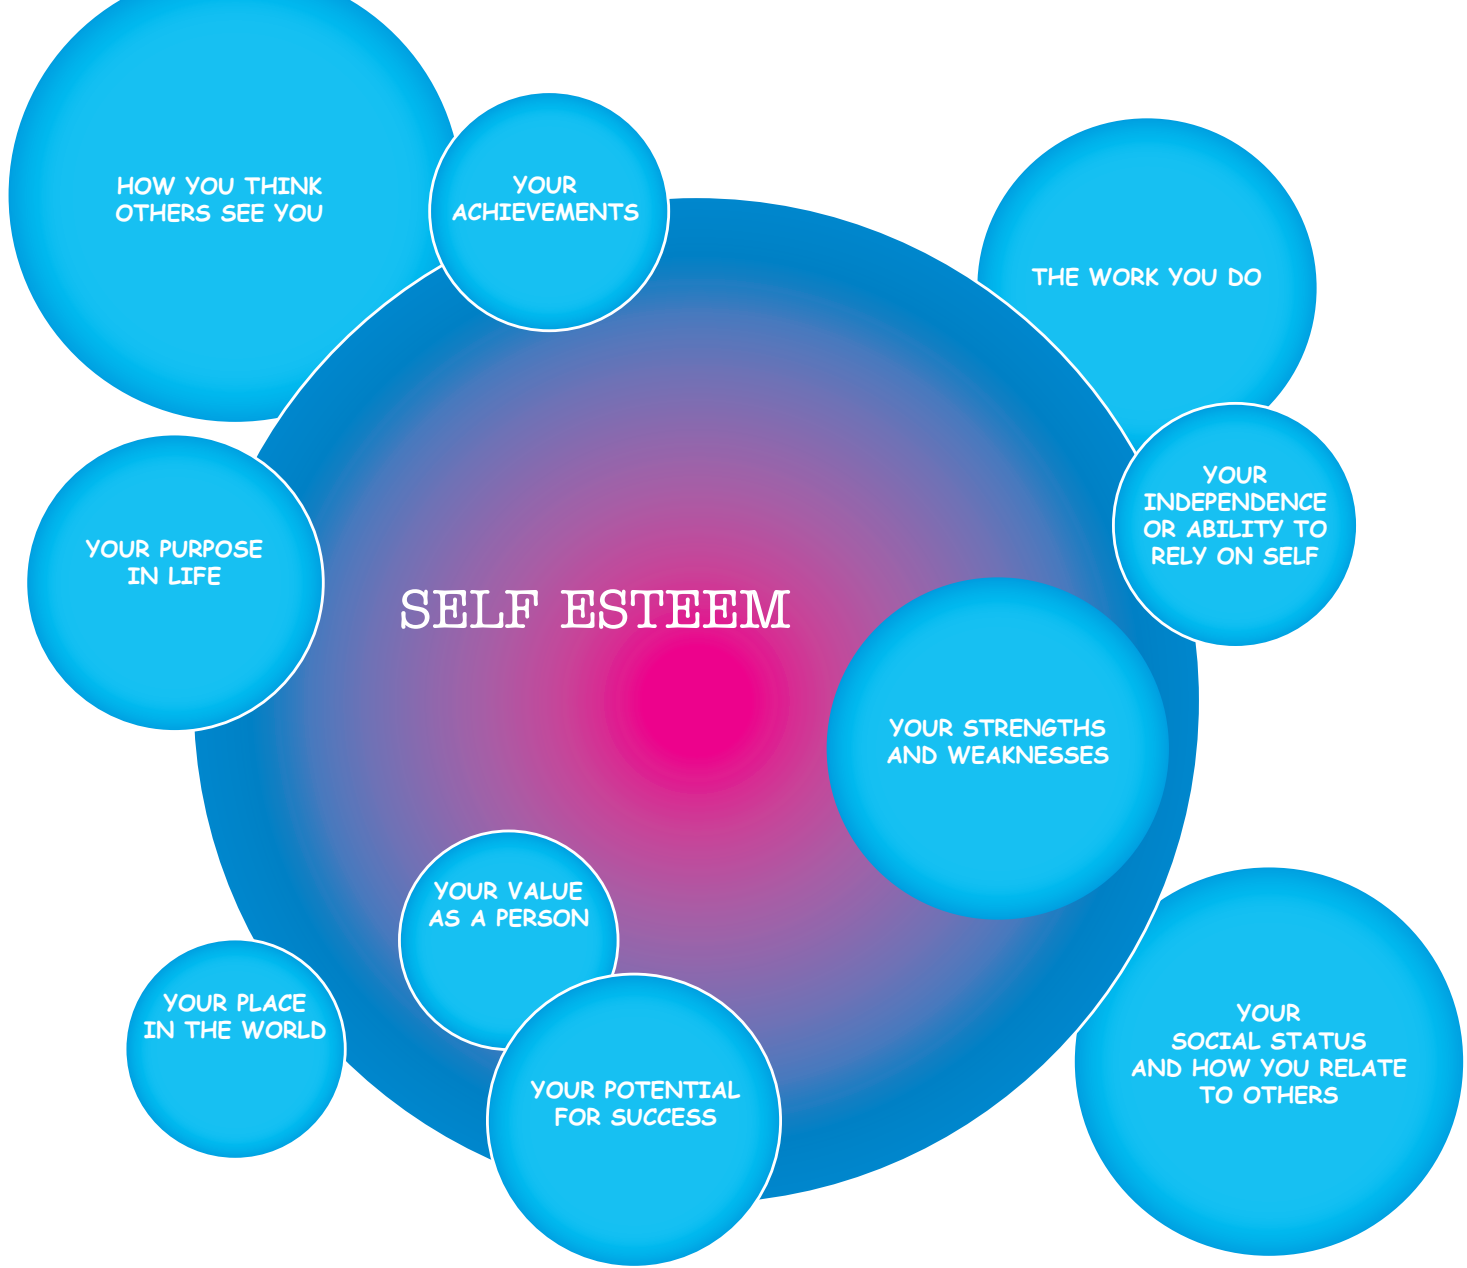 HOW YOU THINK
OTHERS SEE YOU
YOUR
ACHIEVEMENTS
THE WORK YOU DO
YOUR
INDEPENDENCE
OR ABILITY TO
RELY ON SELF
YOUR PURPOSE
IN LIFE
SELF ESTEEM
YOUR STRENGTHS
AND WEAKNESSES
YOUR VALUE
AS A PERSON
YOUR PLACE
IN THE WORLD
YOUR POTENTIAL
FOR SUCCESS
YOUR
SOCIAL STATUS
AND HOW YOU RELATE
TO OTHERS